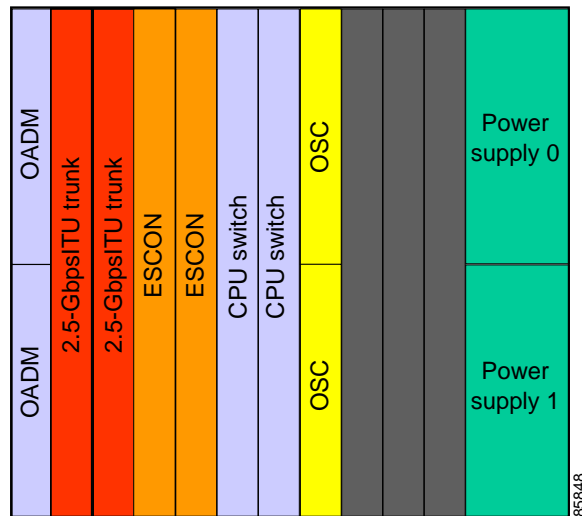 OADM
OADM
2.5-GbpsITU trunk
2.5-GbpsITU trunk
ESCON
ESCON
CPU switch
CPU switch
OSC
OSC
Power
supply 0
Power
supply 1
85848